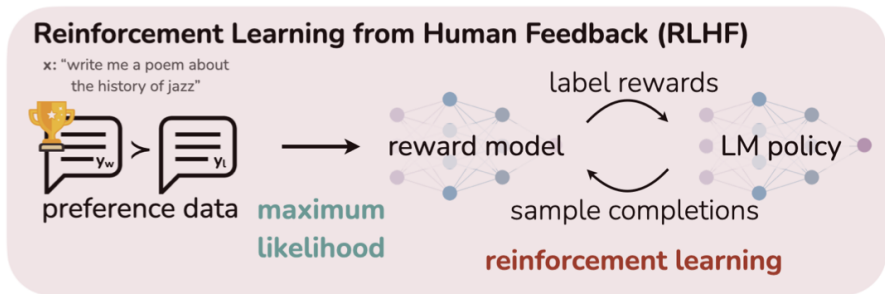 Reinforcement Learning from Human Feedback (RLHF)
x: “write me a poem about
the history of jazz”
label rewards
yw > yl
reward model
LM policy
preference data
maximum
likelihood
sample completions
reinforcement learning